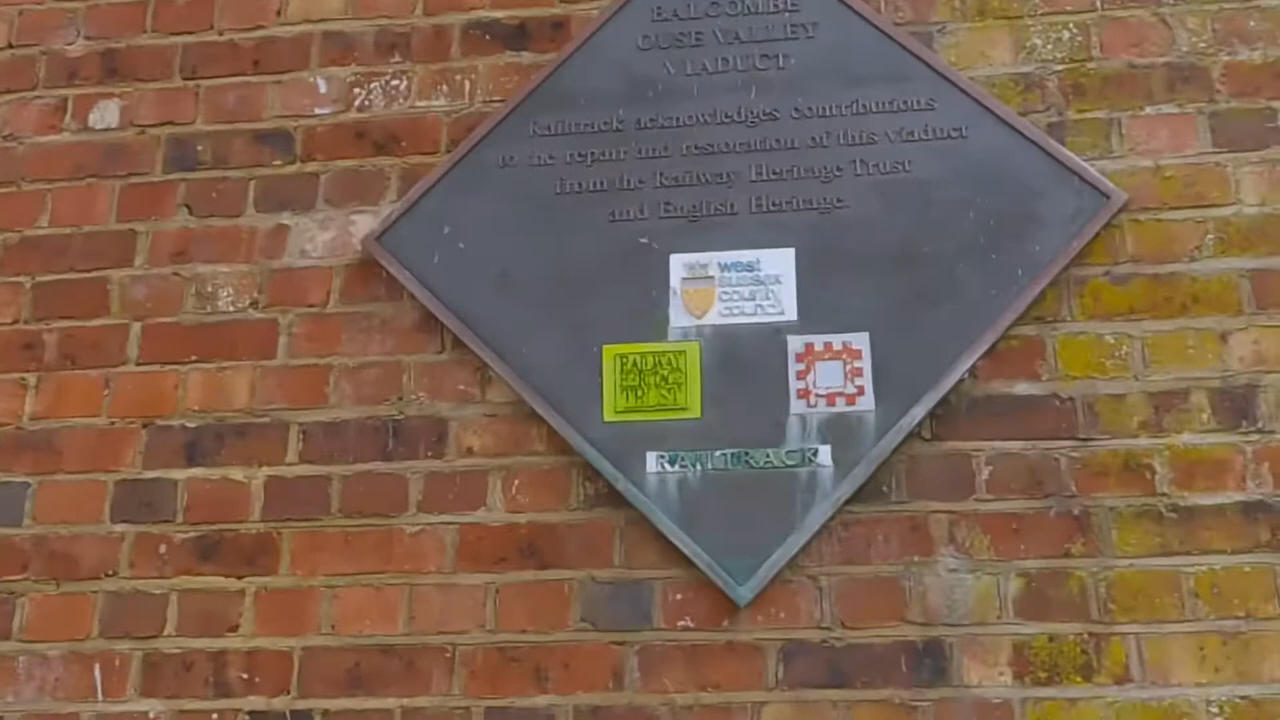 BALCOMBE
OUSE VALLEY
VIADUCT
Railtrack acknowledges contributions
to the repair and restoration of this viaduct
from the Railway Heritage Trust
and English Heritage.
west
sussex
county
council
RAILWAY
HERITAGE
TRUST
RAILTRACK